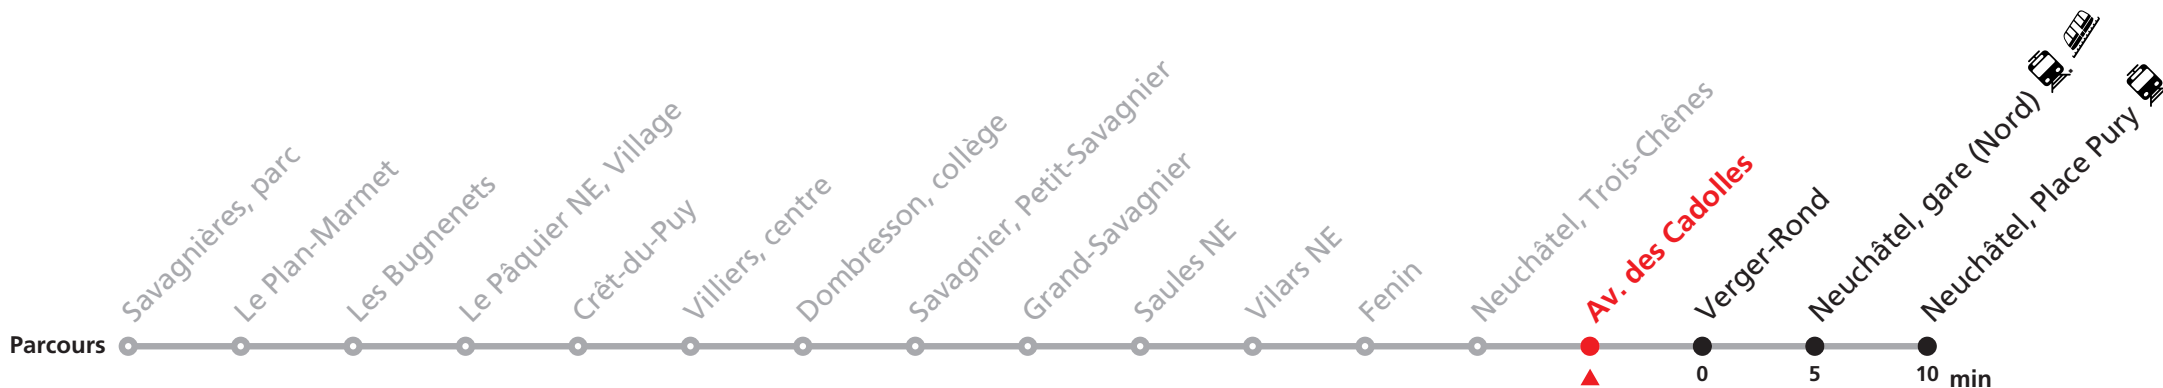 Parcours
Savagnières, parc
Le Plan-Marmet
Les Bugnenets
Le Pâquier NE, Village
Crêt-du-Puy
Villiers, centre
Dombresson, collège
Savagnier, Petit-Savagnier
Grand-Savagnier
Saules NE
Vilars NE
Fenin
Neuchâtel, Trois-Chênes
Av. des Cadolles
Verger-Rond
Neuchâtel, gare (Nord)
Neuchâtel, Place Pury
0 5 10 min